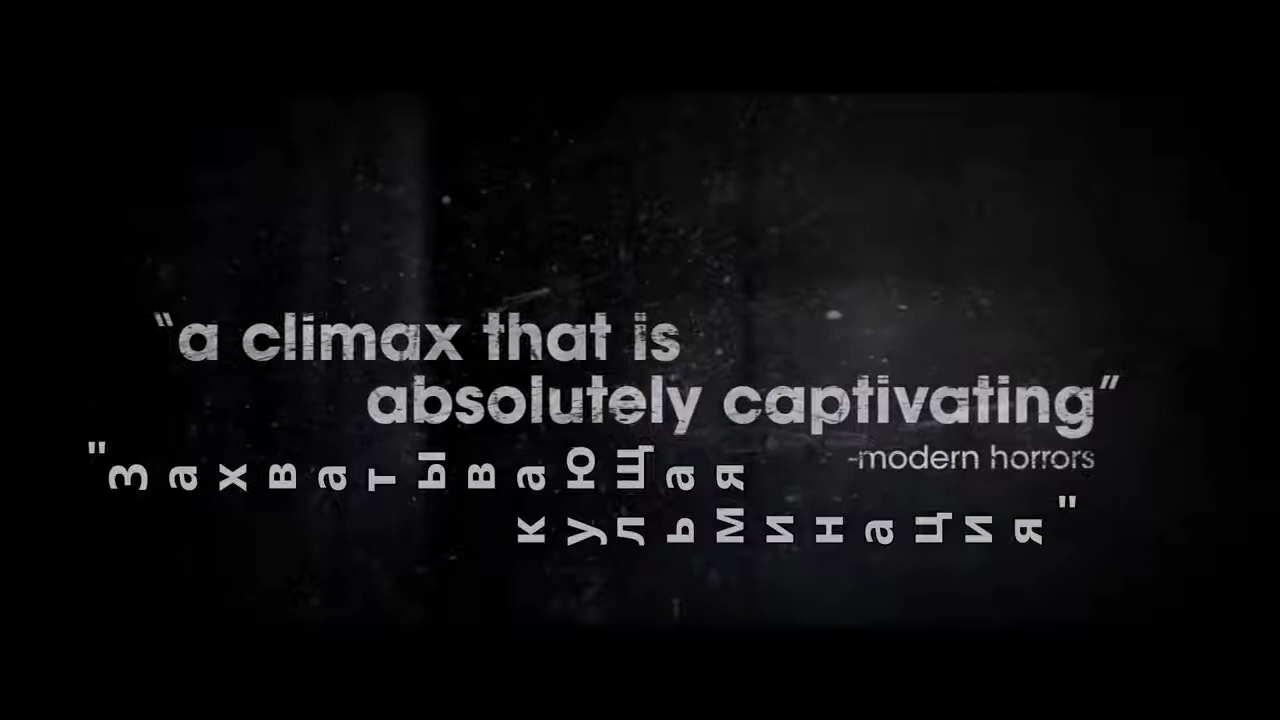 “a climax that is
absolutely captivating”
-modern horrors
"Захватывающая
кульминация"